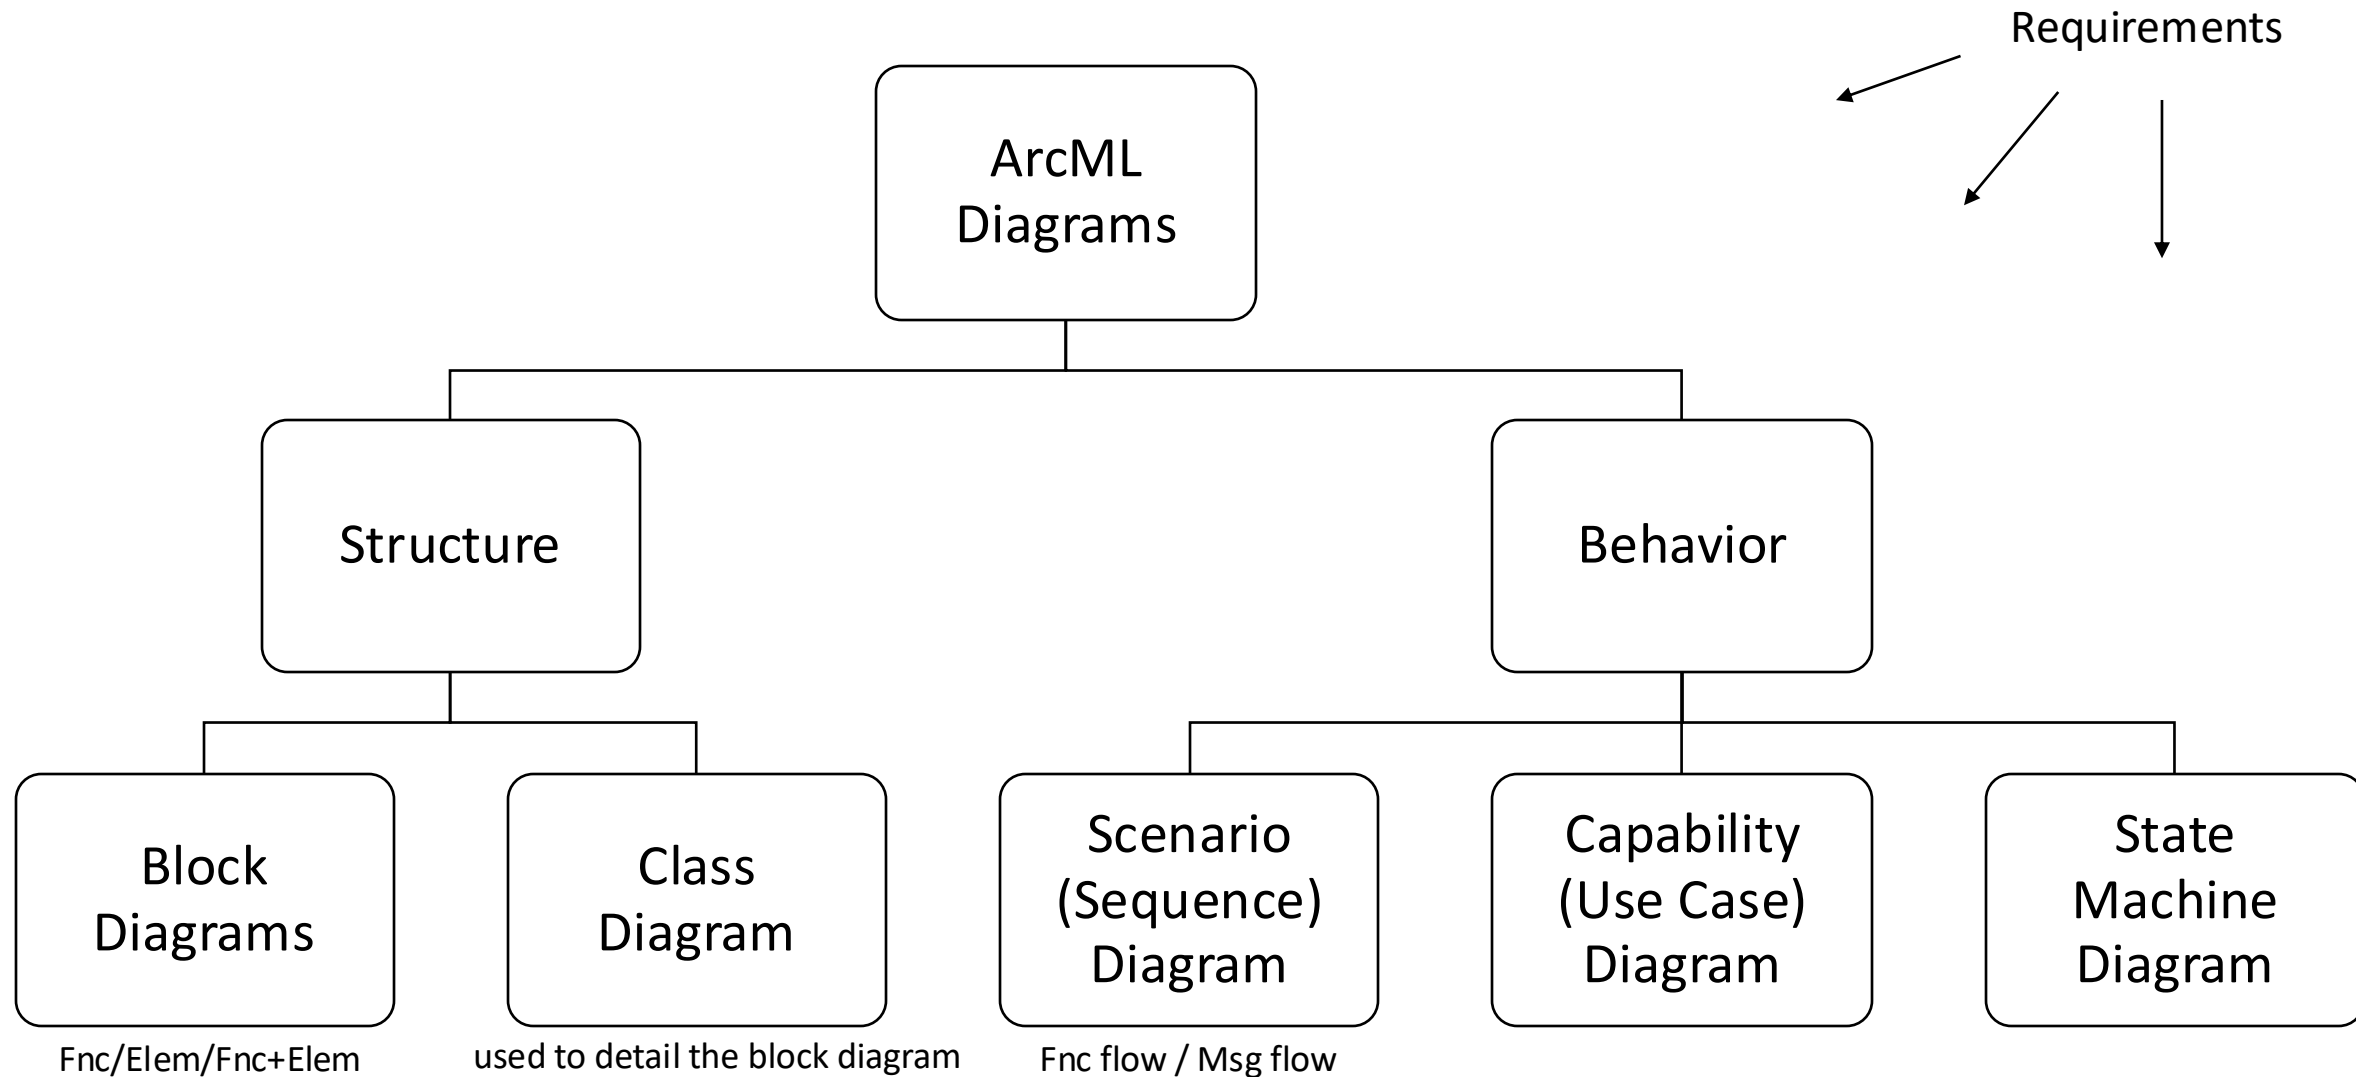 Requirements
ArcML
Diagrams
Structure
Behavior
Block
Diagrams
Class
Diagram
Scenario
(Sequence)
Diagram
Capability
(Use Case)
Diagram
State
Machine
Diagram
Fnc/Elem/Fnc+Elem
used to detail the block diagram
Fnc flow / Msg flow